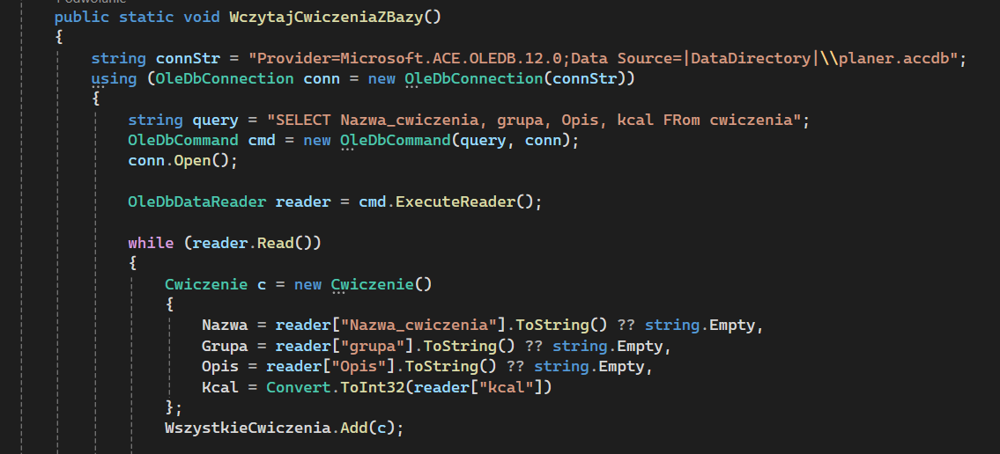 public static void WczytajCwiczeniaZBazy()
{
string connStr = "Provider=Microsoft.ACE.OLEDB.12.0;Data Source=|DataDirectory|\\planer.accdb";
using (OleDbConnection conn = new OleDbConnection(connStr))
{
string query = "SELECT Nazwa_cwiczenia, grupa, Opis, kcal FRom cwiczenia";
OleDbCommand cmd = new OleDbCommand(query, conn);
conn.Open();
OleDbDataReader reader = cmd.ExecuteReader();
while (reader.Read())
{
Cwiczenie c = new Cwiczenie()
{
Nazwa = reader["Nazwa_cwiczenia"].ToString() ?? string.Empty,
Grupa = reader["grupa"].ToString() ?? string.Empty,
Opis = reader["Opis"].ToString() ?? string.Empty,
Kcal = Convert.ToInt32(reader["kcal"])
};
WszystkieCwiczenia.Add(c);